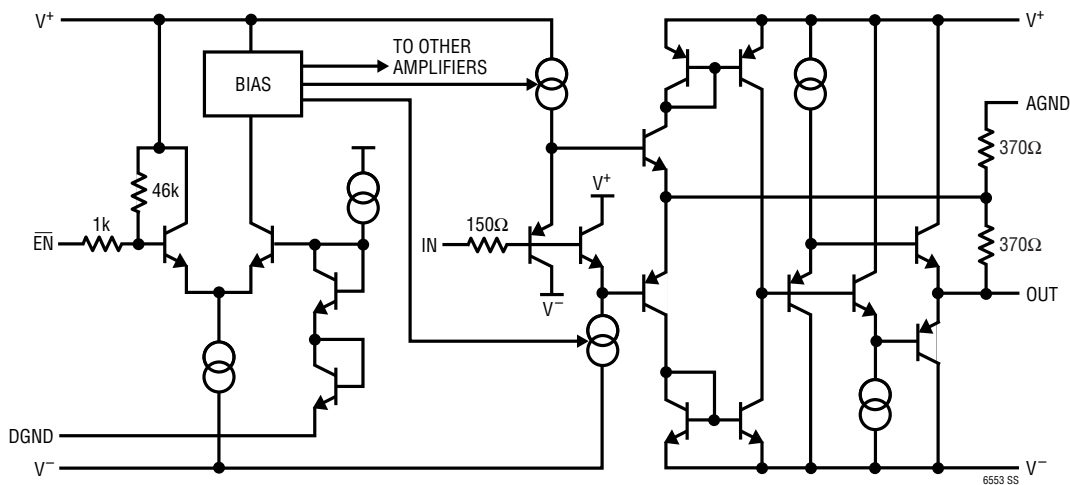 V+
V+
TO OTHER
AMPLIFIERS
BIAS
AGND
370Ω
46k
V+
1k
150Ω
EN
IN
370Ω
V−
OUT
DGND
V−
V−
6553 SS